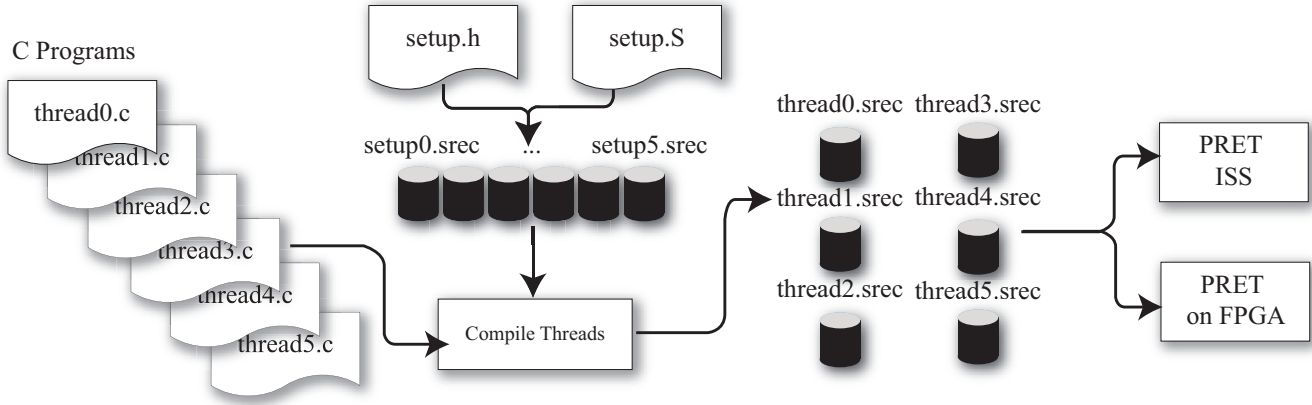 C Programs
thread0.c
thread1.c
thread2.c
thread3.c
thread4.c
thread5.c
setup.h
setup.S
setup0.srec ... setup5.srec
Compile Threads
thread0.srec thread3.srec
thread1.srec thread4.srec
thread2.srec thread5.srec
PRET
ISS
PRET
on FPGA